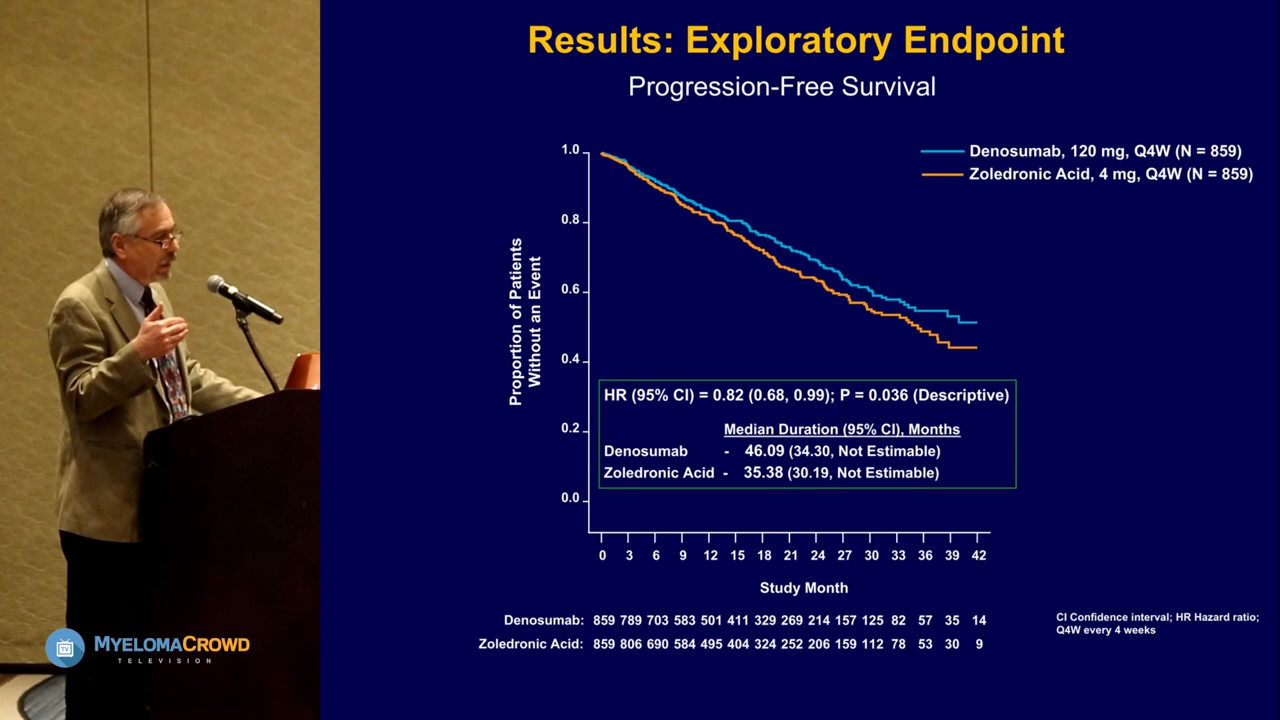 Results: Exploratory Endpoint
Progression-Free Survival
Denosumab, 120 mg, Q4W (N = 859)
Zoledronic Acid, 4 mg, Q4W (N = 859)
Proportion of Patients
Without an Event
1.0
0.8
0.6
0.4
0.2
0.0
HR (95% CI) = 0.82 (0.68, 0.99); P = 0.036 (Descriptive)
Median Duration (95% CI), Months
Denosumab - 46.09 (34.30, Not Estimable)
Zoledronic Acid - 35.38 (30.19, Not Estimable)
0 3 6 9 12 15 18 21 24 27 30 33 36 39 42
Study Month
Denosumab: 859 789 703 583 501 411 329 269 214 157 125 82 57 35 14
Zoledronic Acid: 859 806 690 584 495 404 324 252 206 159 112 78 53 30 9
CI Confidence interval; HR Hazard ratio;
Q4W every 4 weeks
TV
MYELOMACROWD
TELEVISION